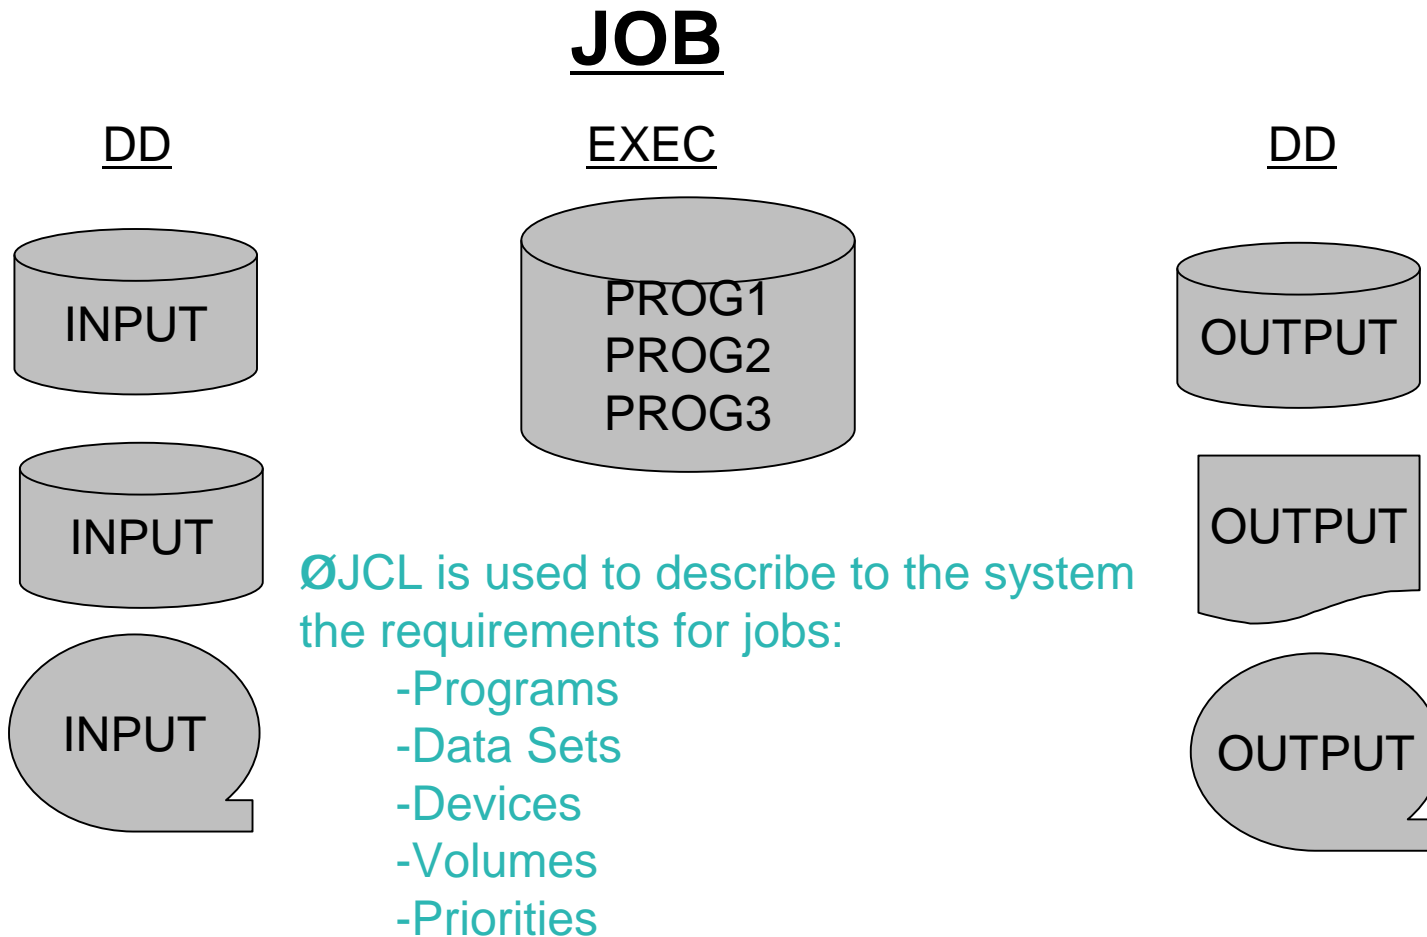 JOB
DD
EXEC
DD
INPUT
PROG1
PROG2
PROG3
OUTPUT
INPUT
OUTPUT
ØJCL is used to describe to the system
the requirements for jobs:
-Programs
-Data Sets
-Devices
-Volumes
-Priorities
INPUT
OUTPUT